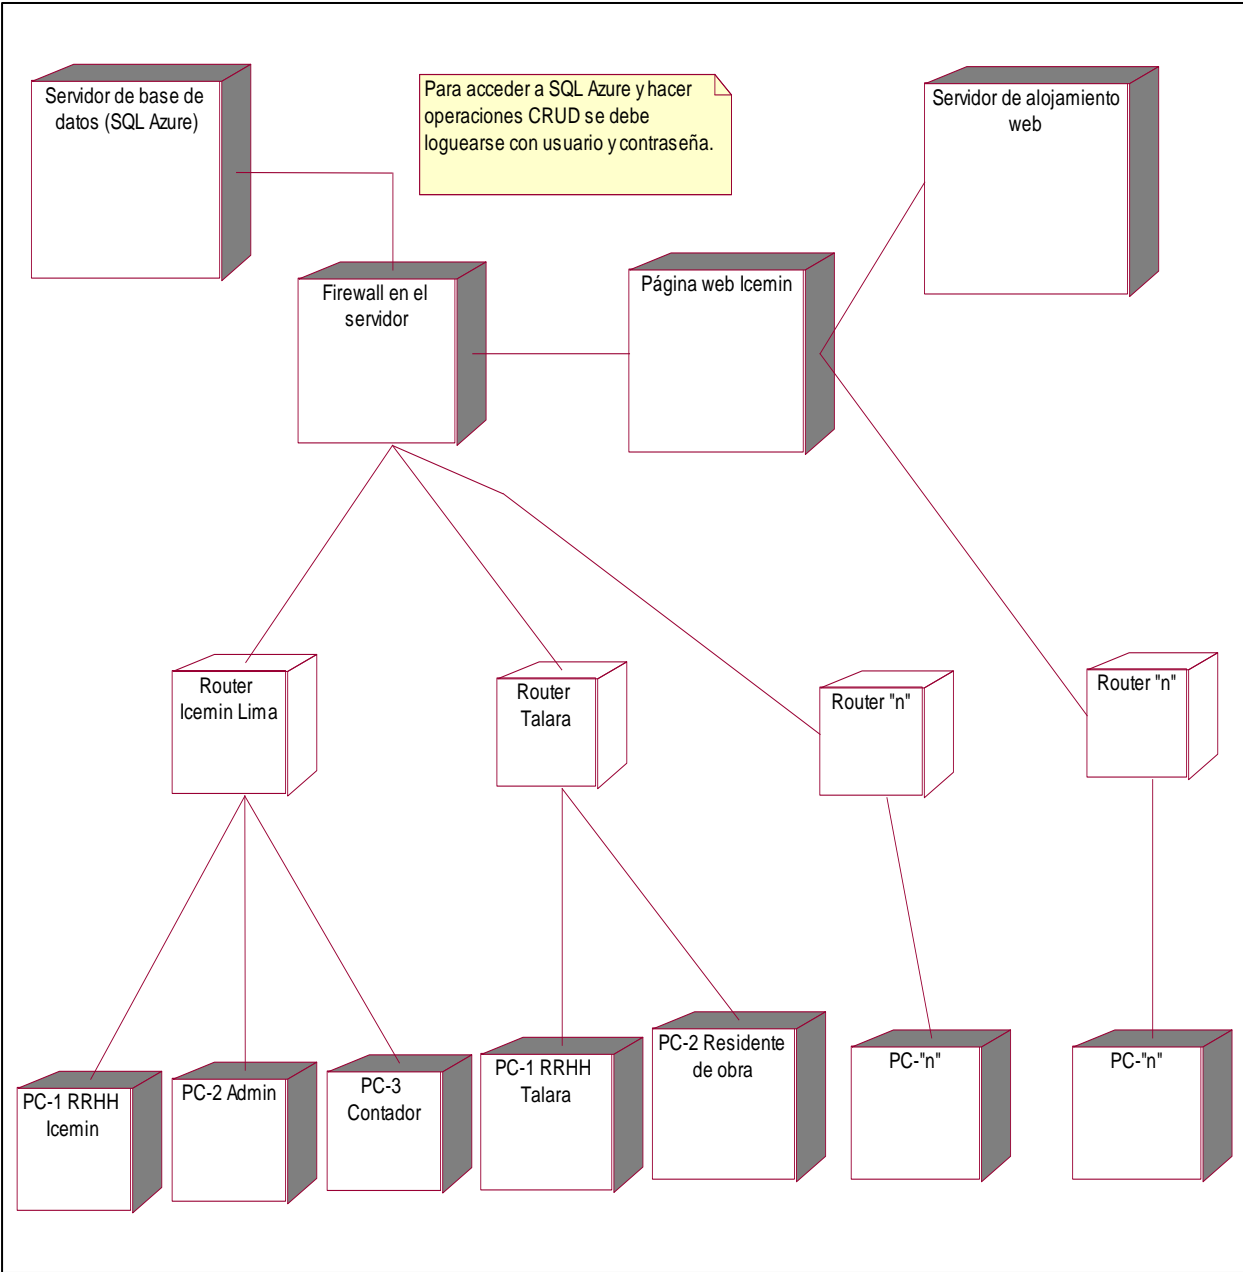 Servidor de base de
datos (SQL Azure)
Para acceder a SQL Azure y hacer
operaciones CRUD se debe
loguearse con usuario y contraseña.
Servidor de alojamiento
web
Firewall en el
servidor
Página web Icemin
Router
Icemin Lima
Router
Talara
Router "n"
Router "n"
PC-1 RRHH
Icemin
PC-2 Admin
PC-3
Contador
PC-1 RRHH
Talara
PC-2 Residente
de obra
PC-"n"
PC-"n"